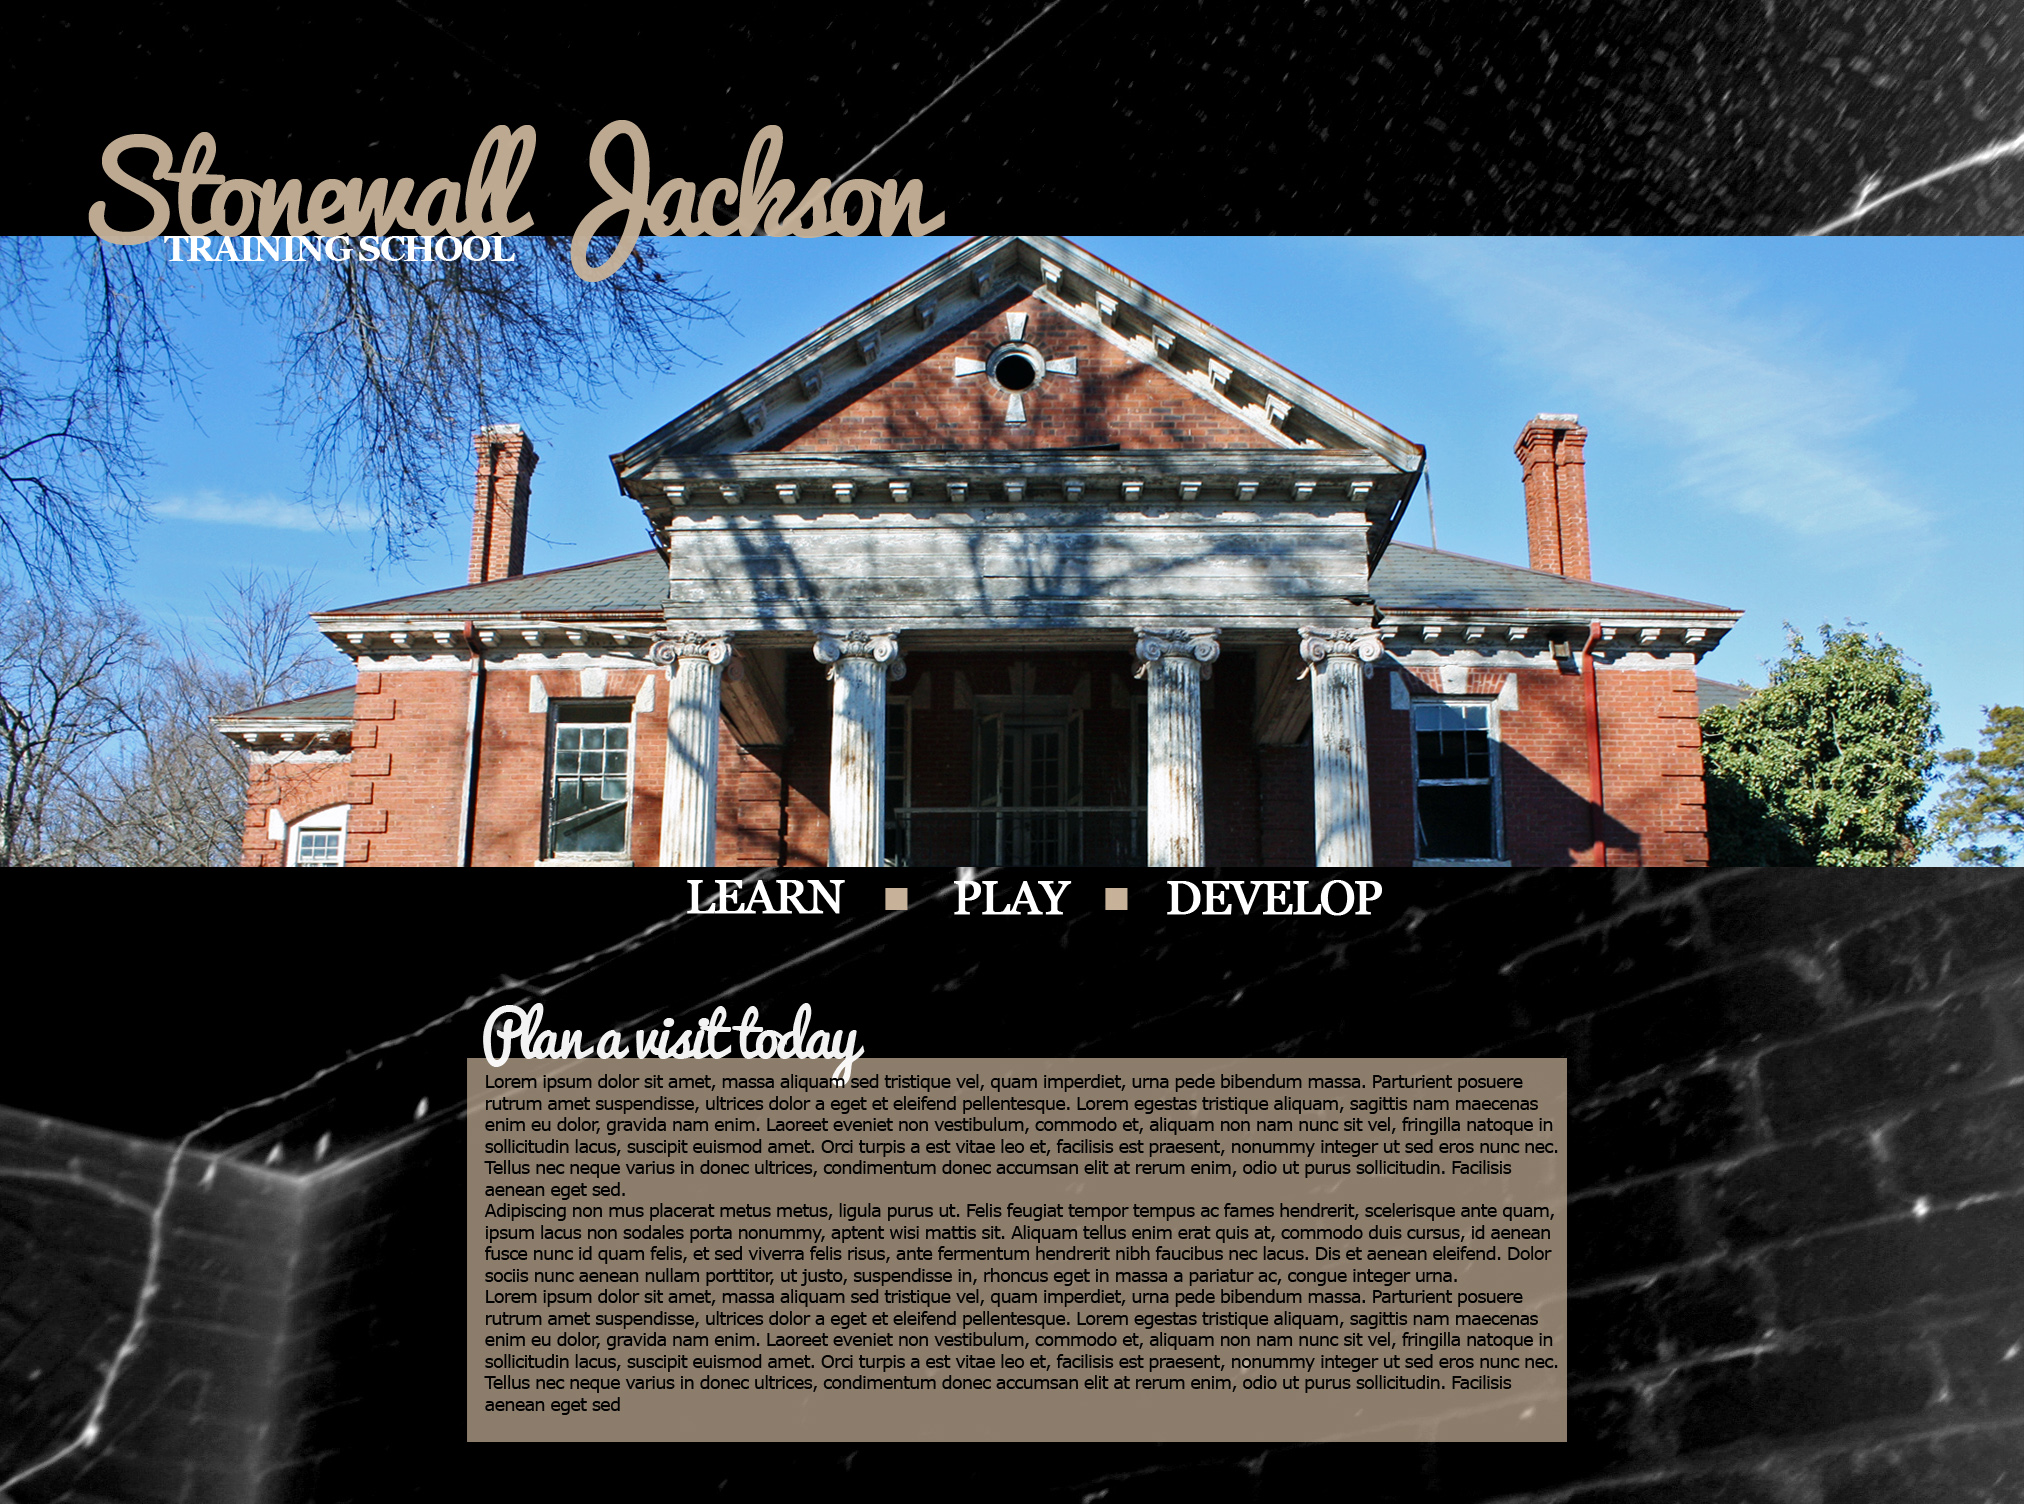 Stonewall Jackson
TRAINING SCHOOL
LEARN PLAY DEVELOP
Plan a visit today
Lorem ipsum dolor sit amet, massa aliquam sed tristique vel, quam imperdiet, urna pede bibendum massa. Parturient posuere
rutrum amet suspendisse, ultrices dolor a eget et eleifend pellentesque. Lorem egestas tristique aliquam, sagittis nam maecenas
enim eu dolor, gravida nam enim. Laoreet eveniet non vestibulum, commodo et, aliquam non nam nunc sit vel, fringilla natoque in
sollicitudin lacus, suscipit euismod amet. Orci turpis a est vitae leo et, facilisis est praesent, nonummy integer ut sed eros nunc nec.
Tellus nec neque varius in donec ultrices, condimentum donec accumsan elit at rerum enim, odio ut purus sollicitudin. Facilisis
aenean eget sed.
Adipiscing non mus placerat metus metus, ligula purus ut. Felis feugiat tempor tempus ac fames hendrerit, scelerisque ante quam,
ipsum lacus non sodales porta nonummy, aptent wisi mattis sit. Aliquam tellus enim erat quis at, commodo duis cursus, id aenean
fusce nunc id quam felis, et sed viverra felis risus, ante fermentum hendrerit nibh faucibus nec lacus. Dis et aenean eleifend. Dolor
sociis nunc aenean nullam porttitor, ut justo, suspendisse in, rhoncus eget in massa a pariatur ac, congue integer urna.
Lorem ipsum dolor sit amet, massa aliquam sed tristique vel, quam imperdiet, urna pede bibendum massa. Parturient posuere
rutrum amet suspendisse, ultrices dolor a eget et eleifend pellentesque. Lorem egestas tristique aliquam, sagittis nam maecenas
enim eu dolor, gravida nam enim. Laoreet eveniet non vestibulum, commodo et, aliquam non nam nunc sit vel, fringilla natoque in
sollicitudin lacus, suscipit euismod amet. Orci turpis a est vitae leo et, facilisis est praesent, nonummy integer ut sed eros nunc nec.
Tellus nec neque varius in donec ultrices, condimentum donec accumsan elit at rerum enim, odio ut purus sollicitudin. Facilisis
aenean eget sed